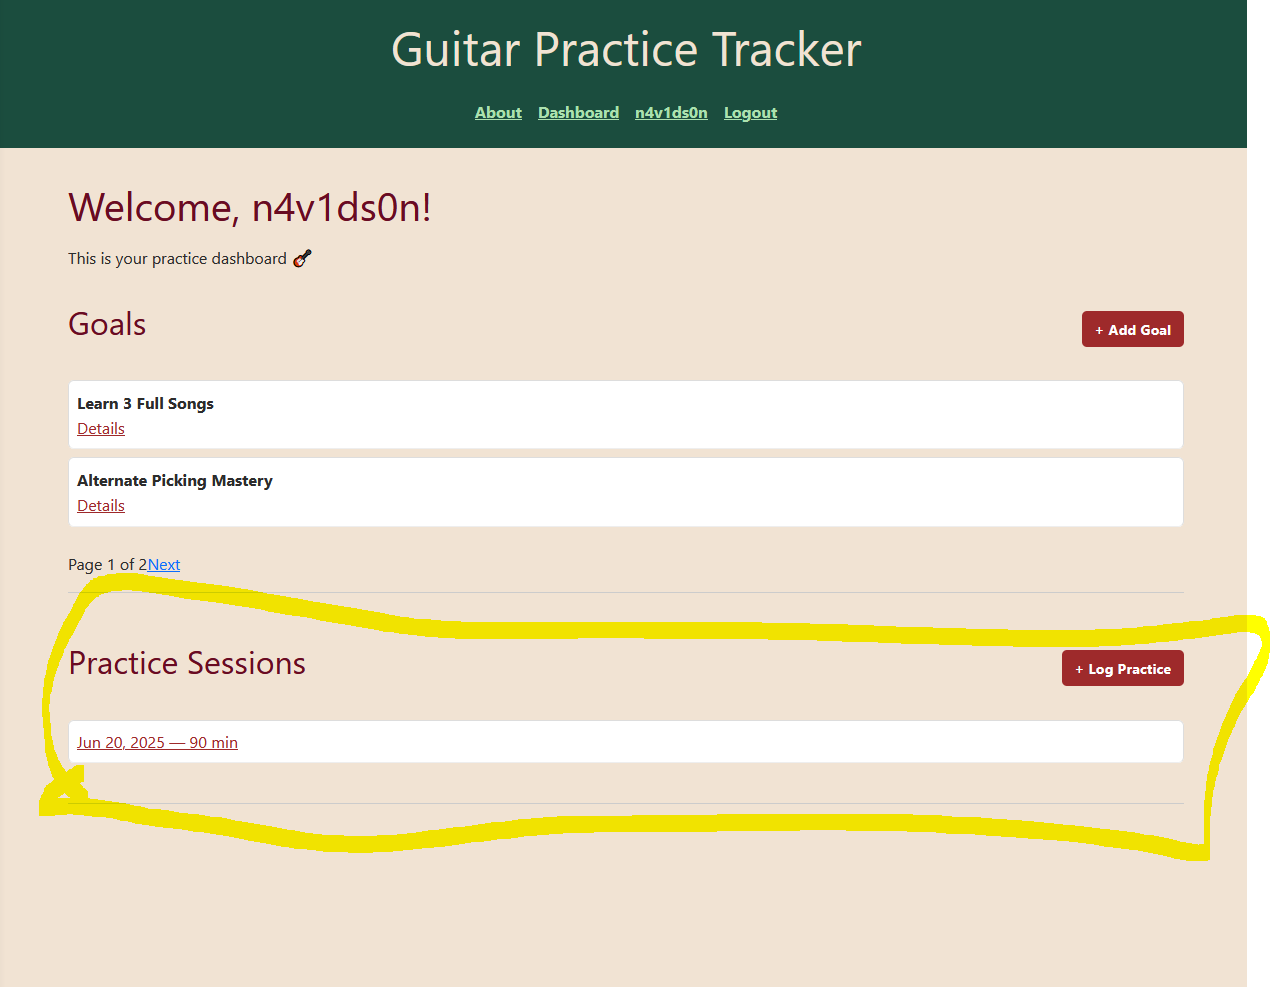 Guitar Practice Tracker
About Dashboard n4v1ds0n Logout
Welcome, n4v1ds0n!
This is your practice dashboard 🎸
Goals
+ Add Goal
Learn 3 Full Songs
Details
Alternate Picking Mastery
Details
Page 1 of 2Next
Practice Sessions
+ Log Practice
Jun 20, 2025 — 90 min